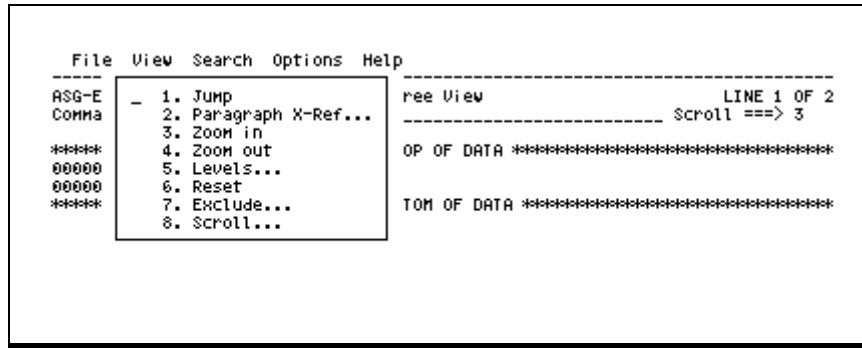 File View Search Options Help
----- --------------------------------------------
ASG-E _ 1. Jump ree View LINE 1 OF 2
Comma 2. Paragraph X-Ref... __________________________ Scroll ===> 3
3. Zoom in
***** 4. Zoom out OP OF DATA ***********************************
00000 5. Levels...
00000 6. Reset
***** 7. Exclude... TOM OF DATA **********************************
8. Scroll...